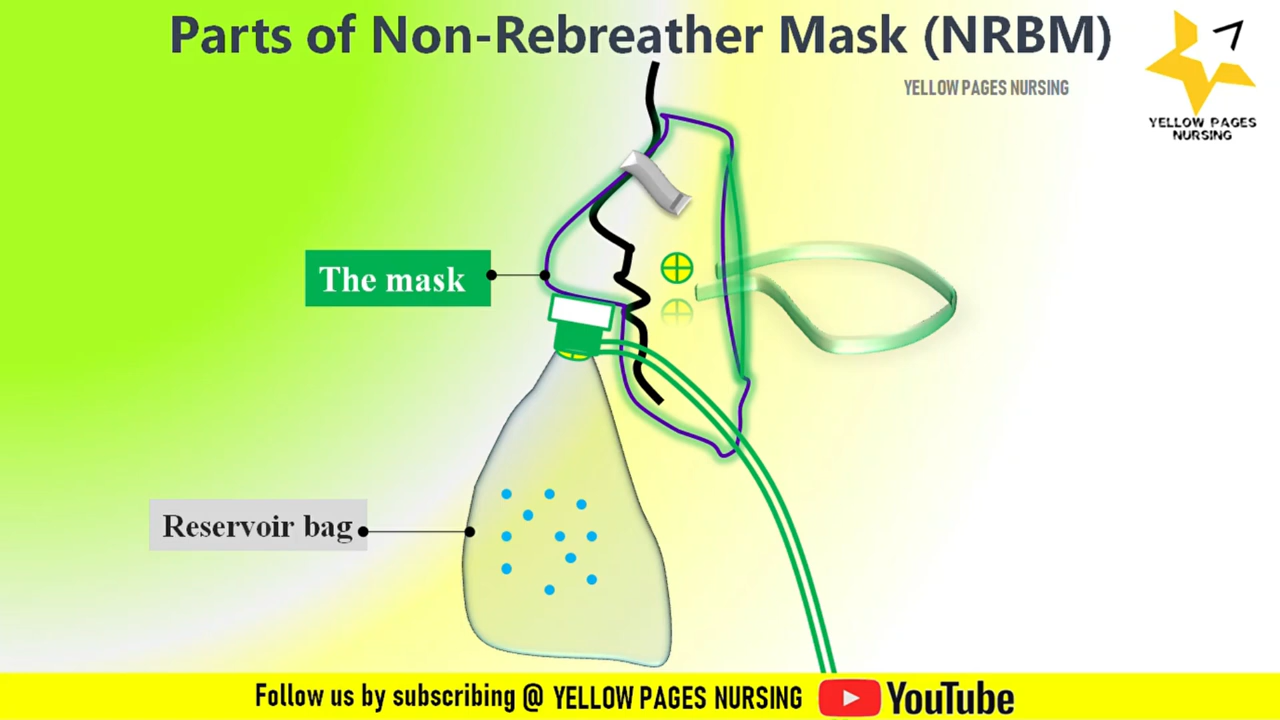 Parts of Non-Rebreather Mask (NRBM)
YELLOW PAGES NURSING
YELLOW PAGES
NURSING
The mask
Reservoir bag
Follow us by subscribing @ YELLOW PAGES NURSING YouTube